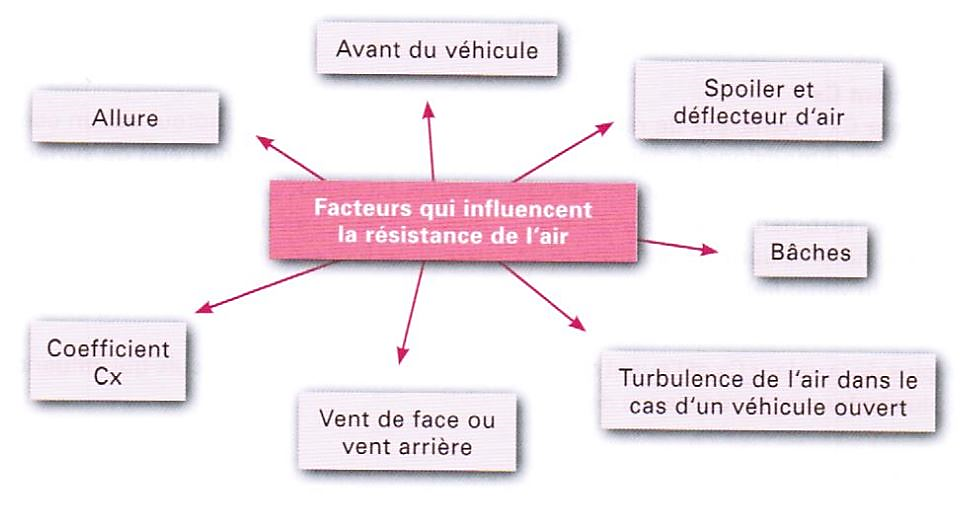 Avant du véhicule
Allure
Spoiler et
déflecteur d'air
Facteurs qui influencent
la résistance de l'air
Bâches
Coefficient
Cx
Vent de face ou
vent arrière
Turbulence de l'air dans le
cas d'un véhicule ouvert